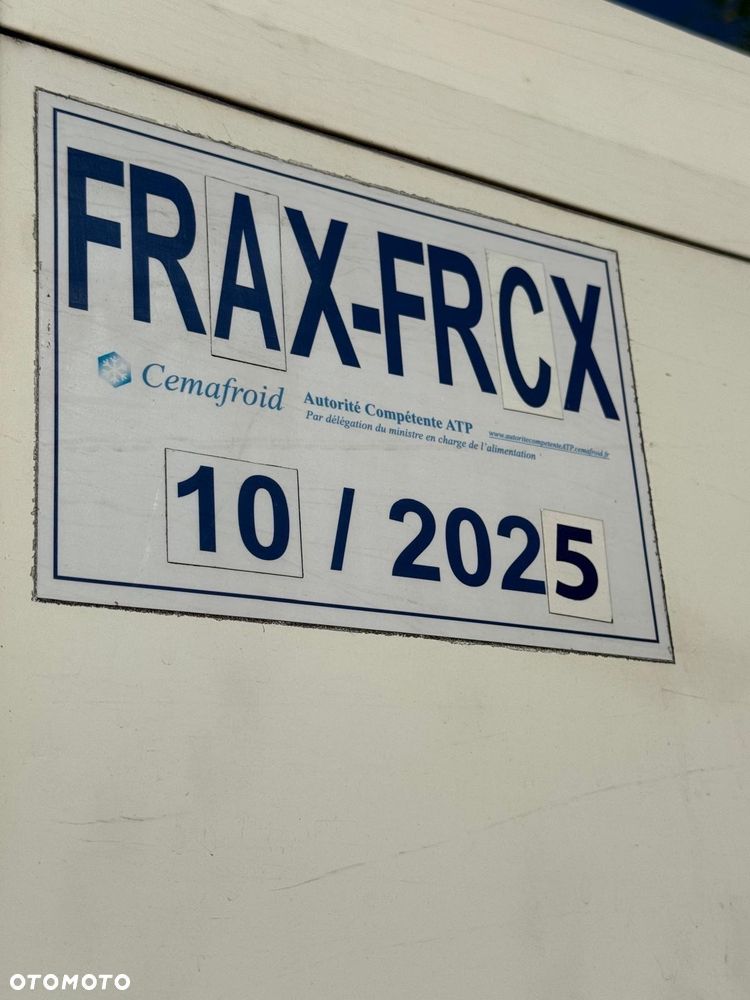 FRAX-FRCX
Cemafroid
Autorité Compétente ATP
Par délégation du ministre en charge de l'alimentation
www.autoritecompetenteATP.cemafroid.fr
10 / 2025
OTOMOTO